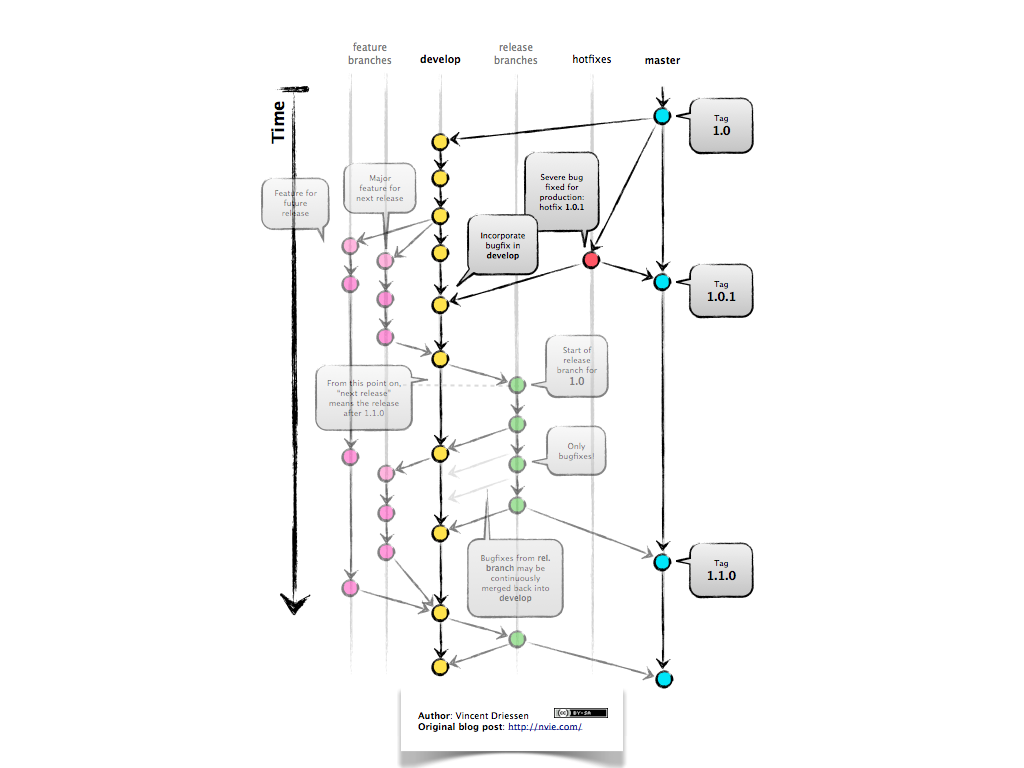 feature
branches
develop
release
branches
hotfixes
master
Time
Tag
1.0
Feature for
future
release
Major
feature for
next release
Severe bug
fixed for
production:
hotfix 1.0.1
Incorporate
bugfix in
develop
Tag
1.0.1
Start of
release
branch for
1.0
From this point on,
"next release"
means the release
after 1.1.0
Only
bugfixes!
Bugfixes from rel.
branch may be
continuously
merged back into
develop
Tag
1.1.0
Author: Vincent Driessen
Original blog post: http://nvie.com/
(cc) BY-SA